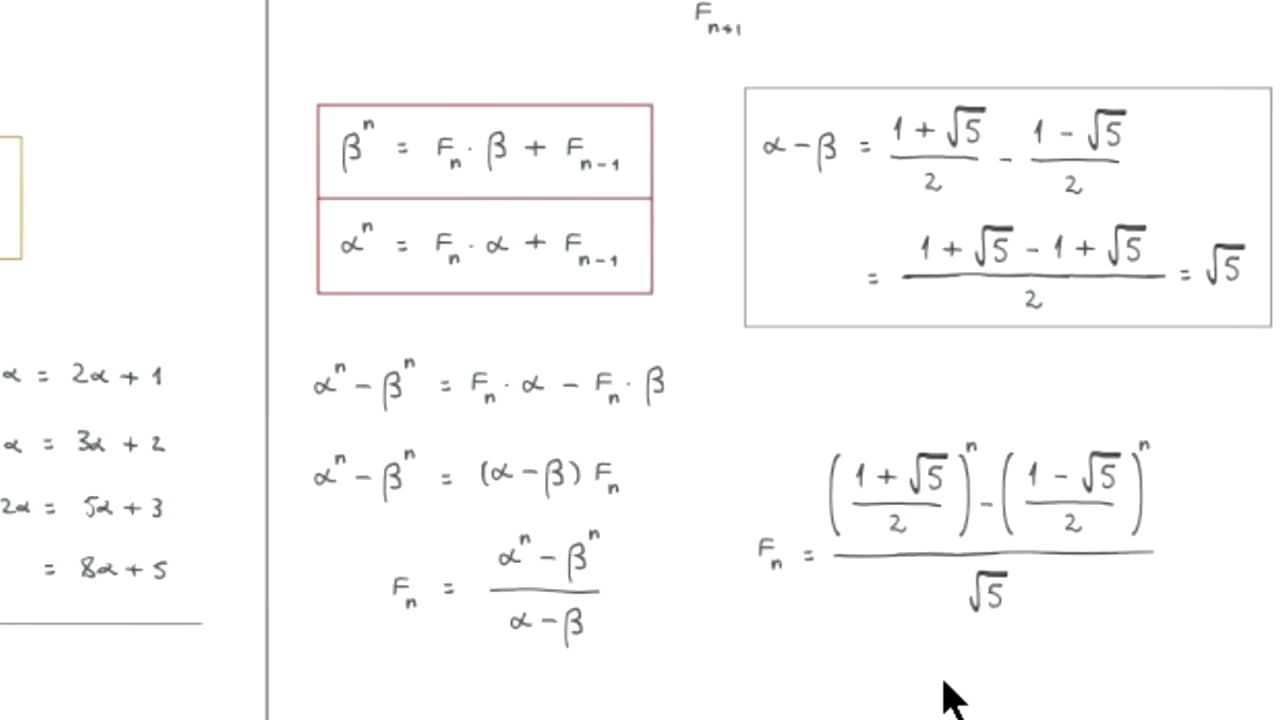 F_{n+1}
β^n = F_n · β + F_{n-1}
α^n = F_n · α + F_{n-1}
α - β = (1 + √5)/2 - (1 - √5)/2
= (1 + √5 - 1 + √5)/2 = √5
α = 2α + 1
α = 3α + 2
2α = 5α + 3
= 8α + 5
α^n - β^n = F_n · α - F_n · β
α^n - β^n = (α - β) F_n
F_n = (α^n - β^n)/(α - β)
F_n = (((1 + √5)/2)^n - ((1 - √5)/2)^n)/√5